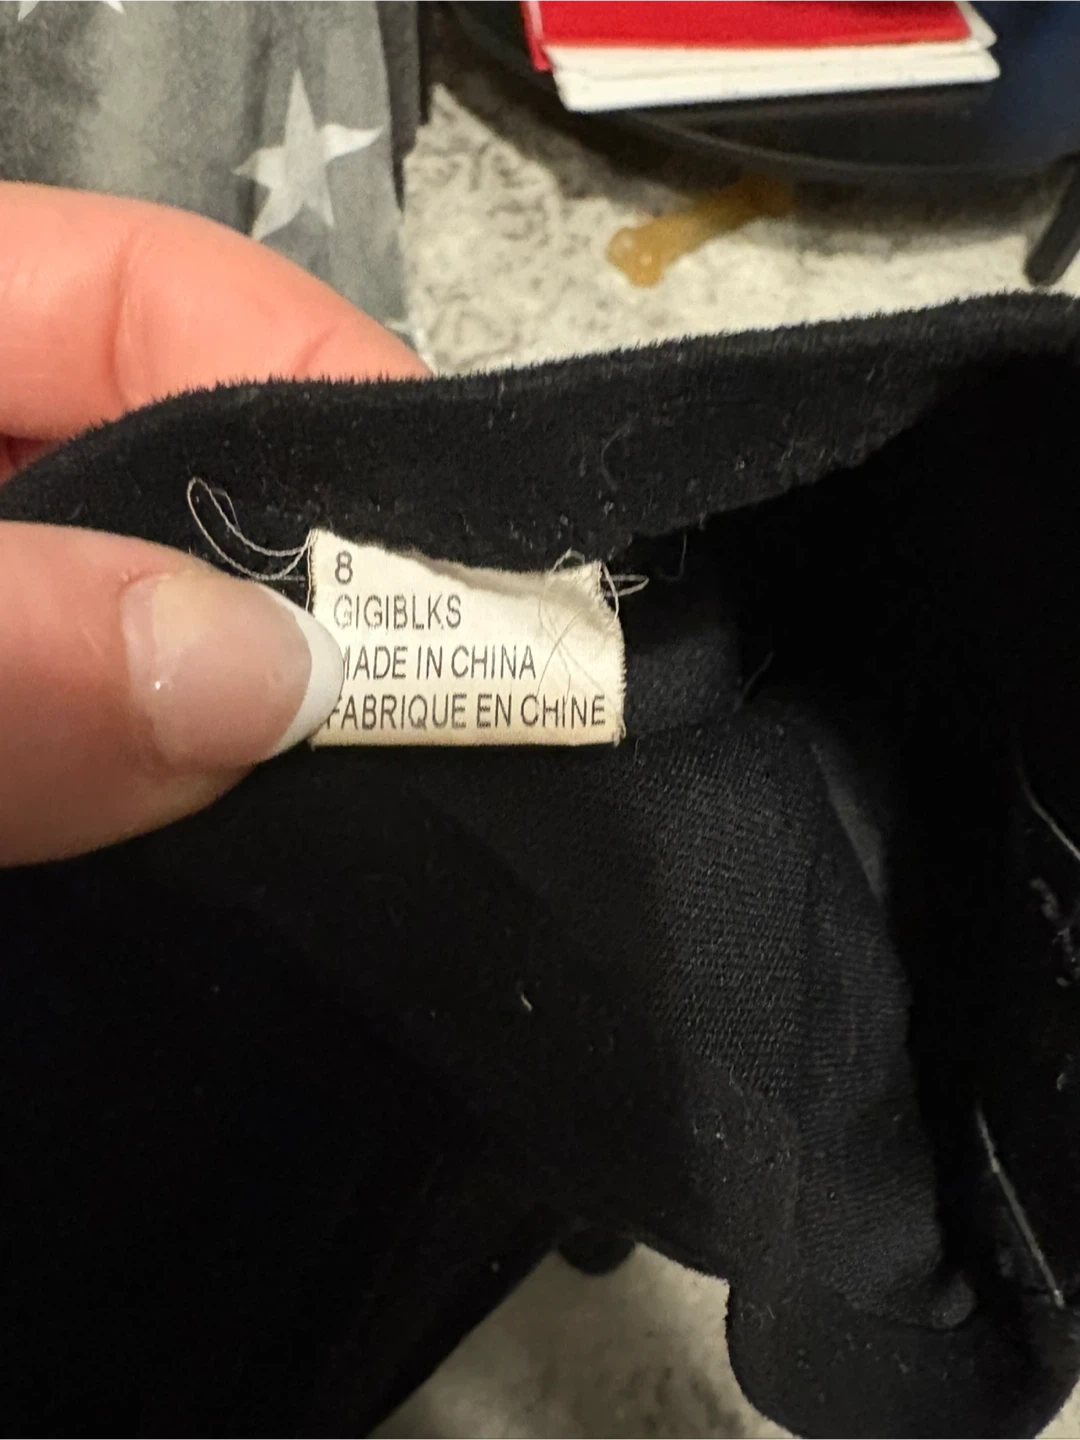 8
GIGIBLKS
MADE IN CHINA
FABRIQUE EN CHINE